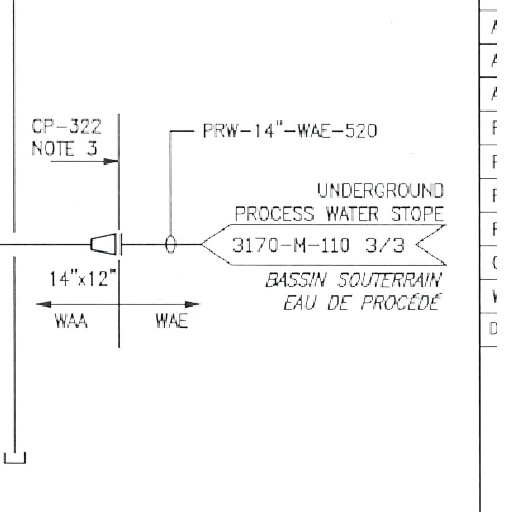 CP-322
NOTE 3
PRW-14"-WAE-520
UNDERGROUND
PROCESS WATER STOPE
3170-M-110 3/3
14"x12"
BASSIN SOUTERRAIN
EAU DE PROCÉDÉ
WAA
WAE